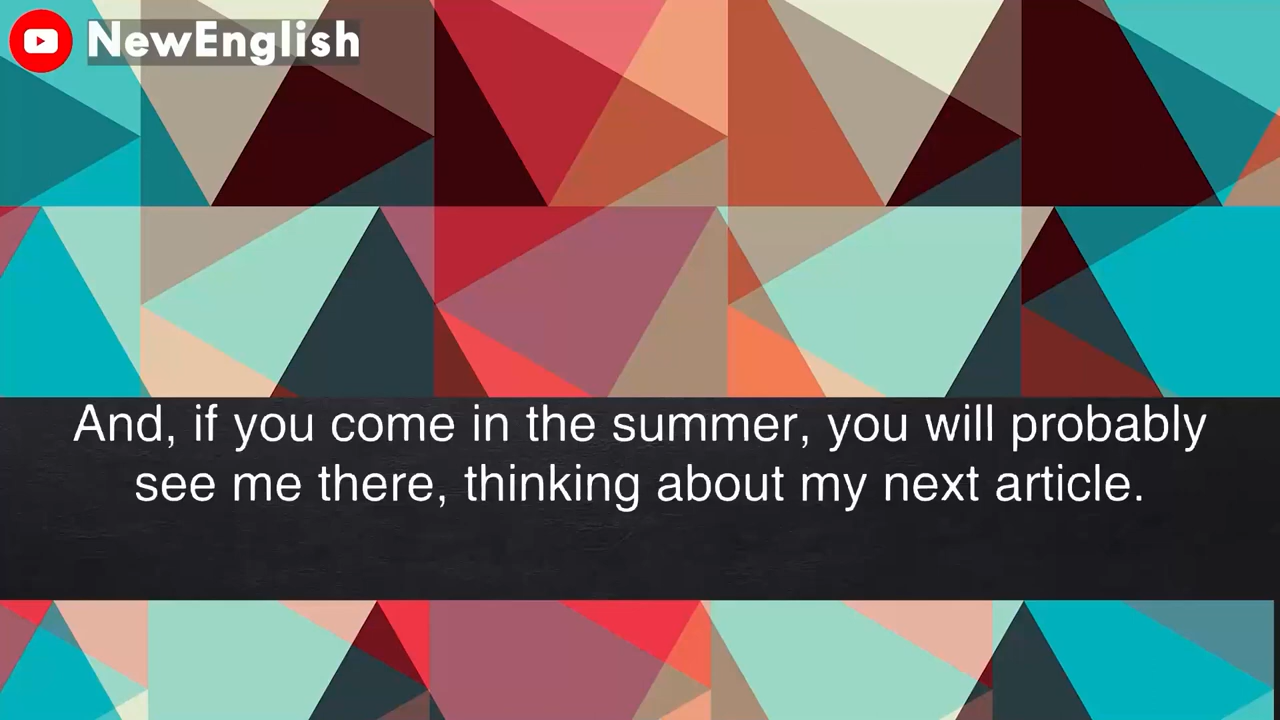 NewEnglish
And, if you come in the summer, you will probably
see me there, thinking about my next article.